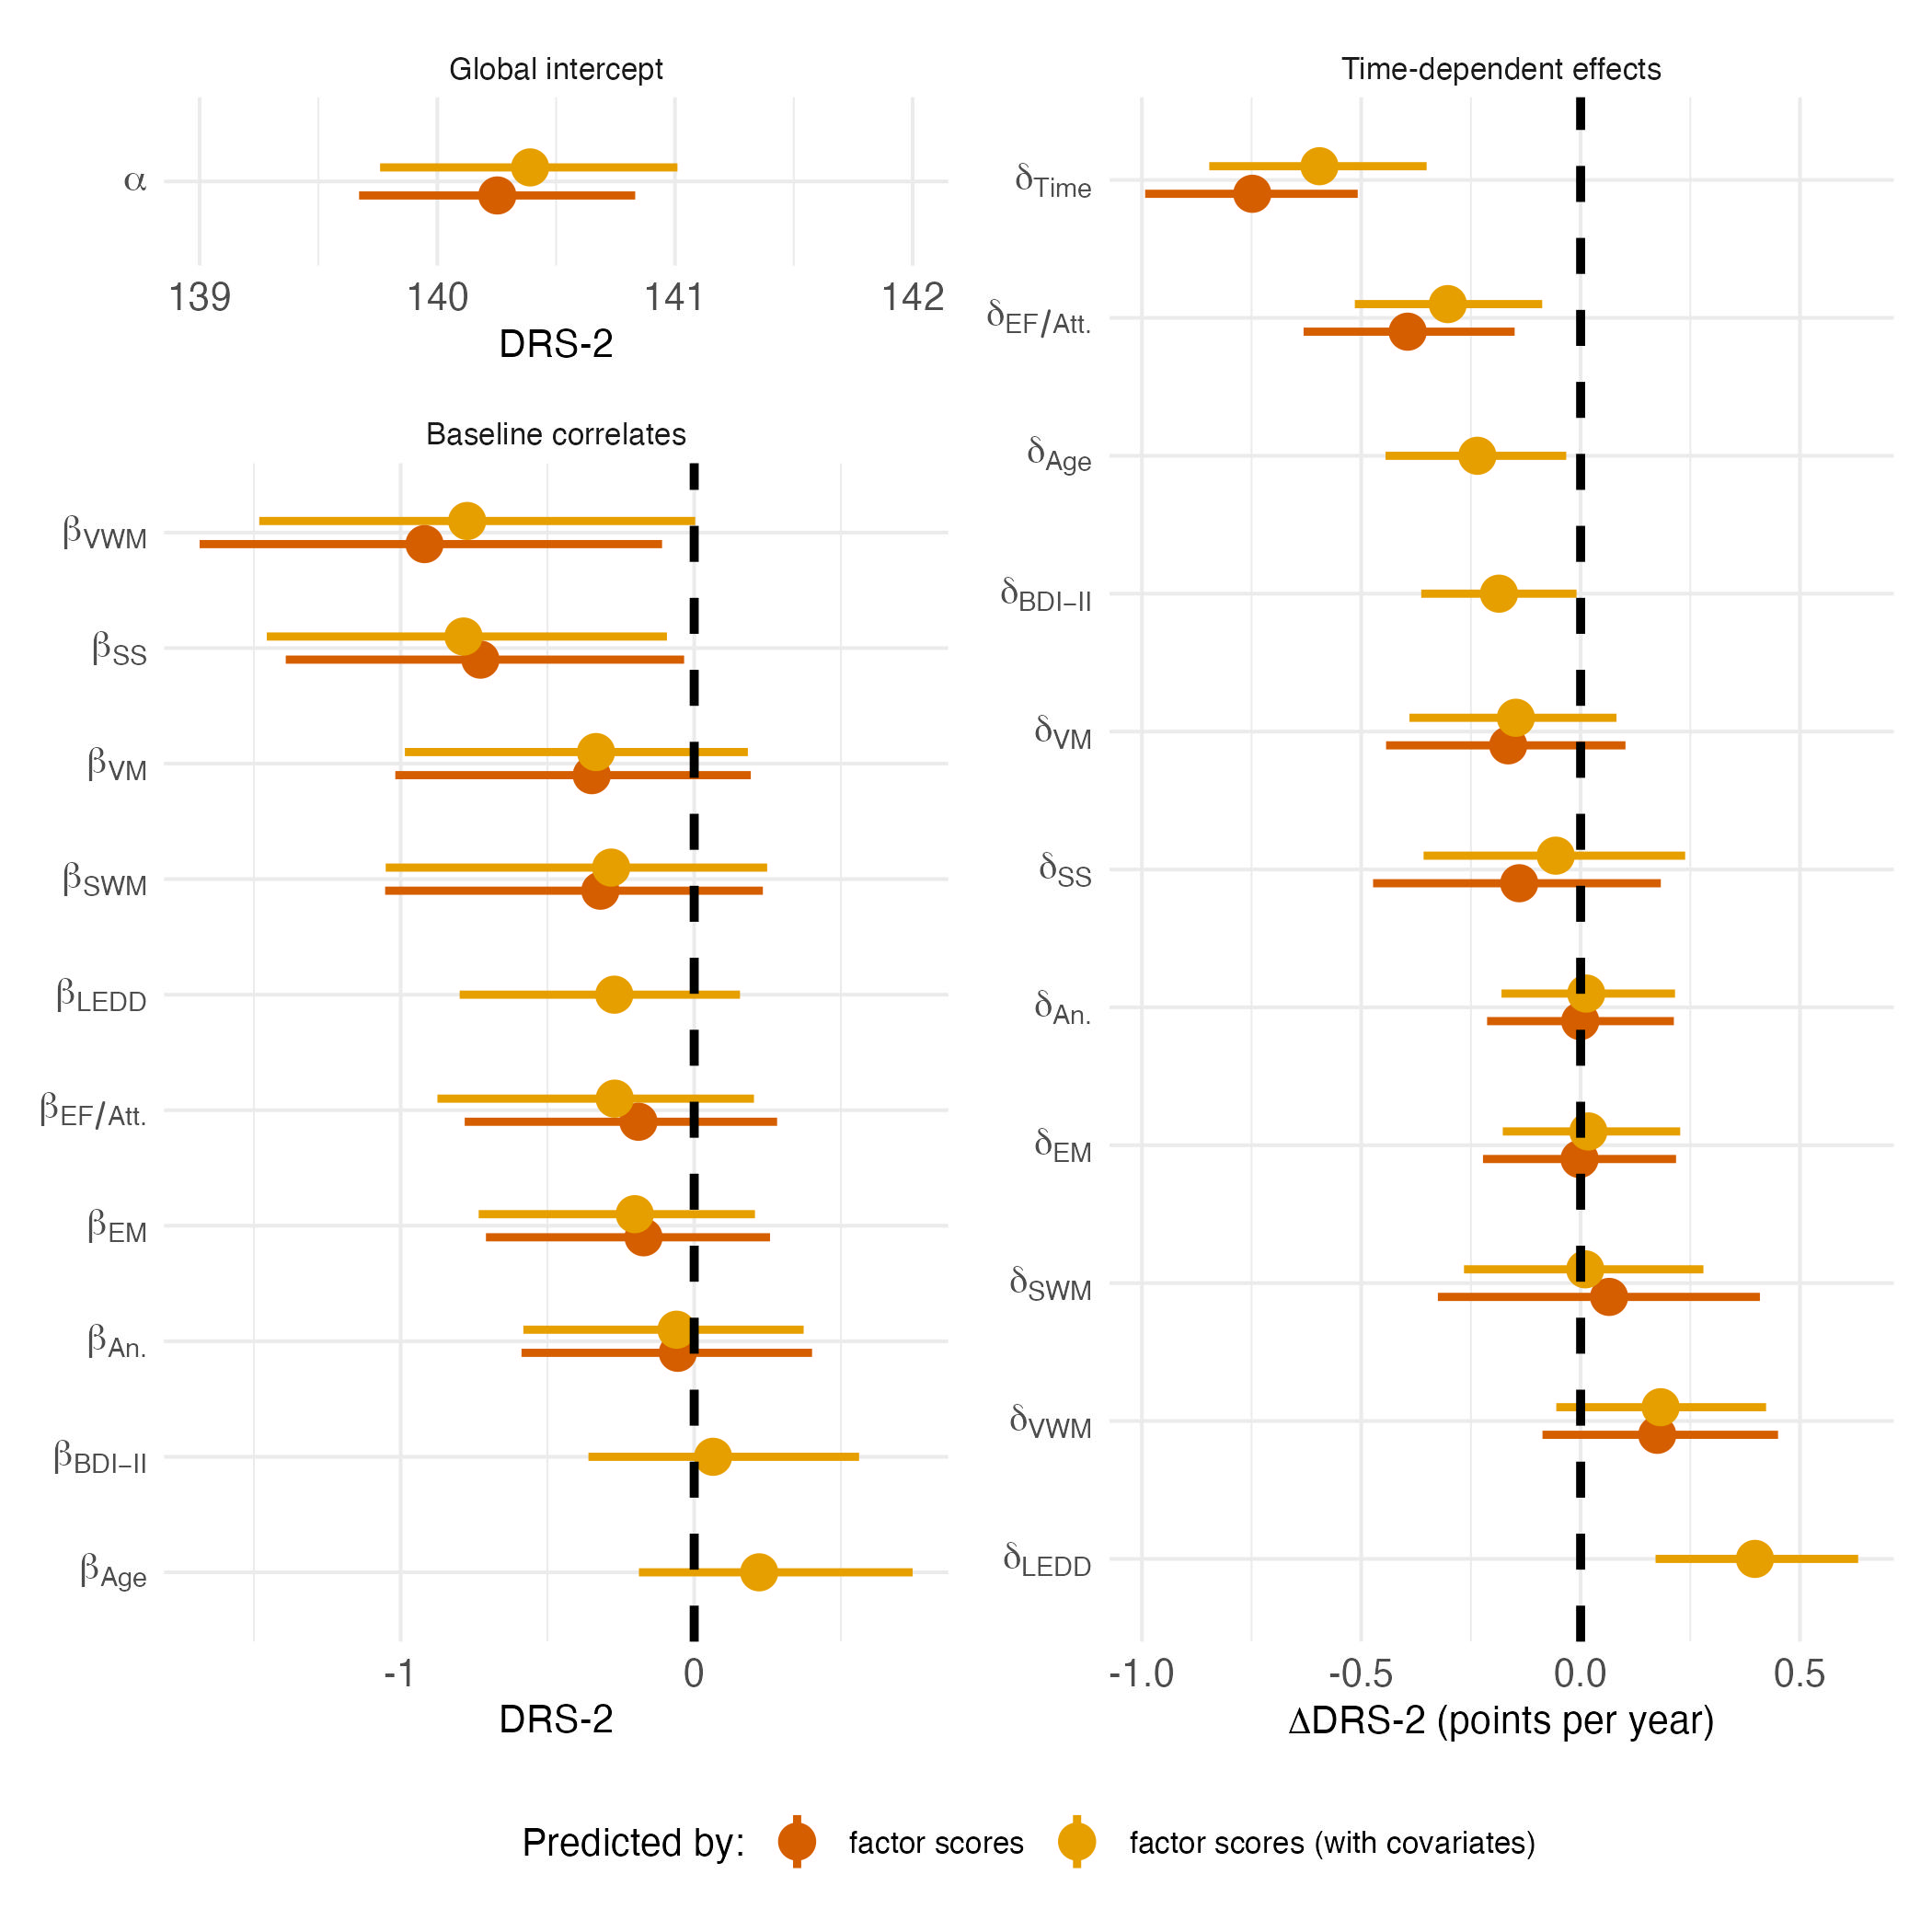 Global intercept
α
139 140 141 142
DRS-2
Baseline correlates
βVWM
βSS
βVM
βSWM
βLEDD
βEF/Att.
βEM
βAn.
βBDI−II
βAge
-1 0
DRS-2
Time-dependent effects
δTime
δEF/Att.
δAge
δBDI−II
δVM
δSS
δAn.
δEM
δSWM
δVWM
δLEDD
-1.0 -0.5 0.0 0.5
ΔDRS-2 (points per year)
Predicted by: factor scores factor scores (with covariates)